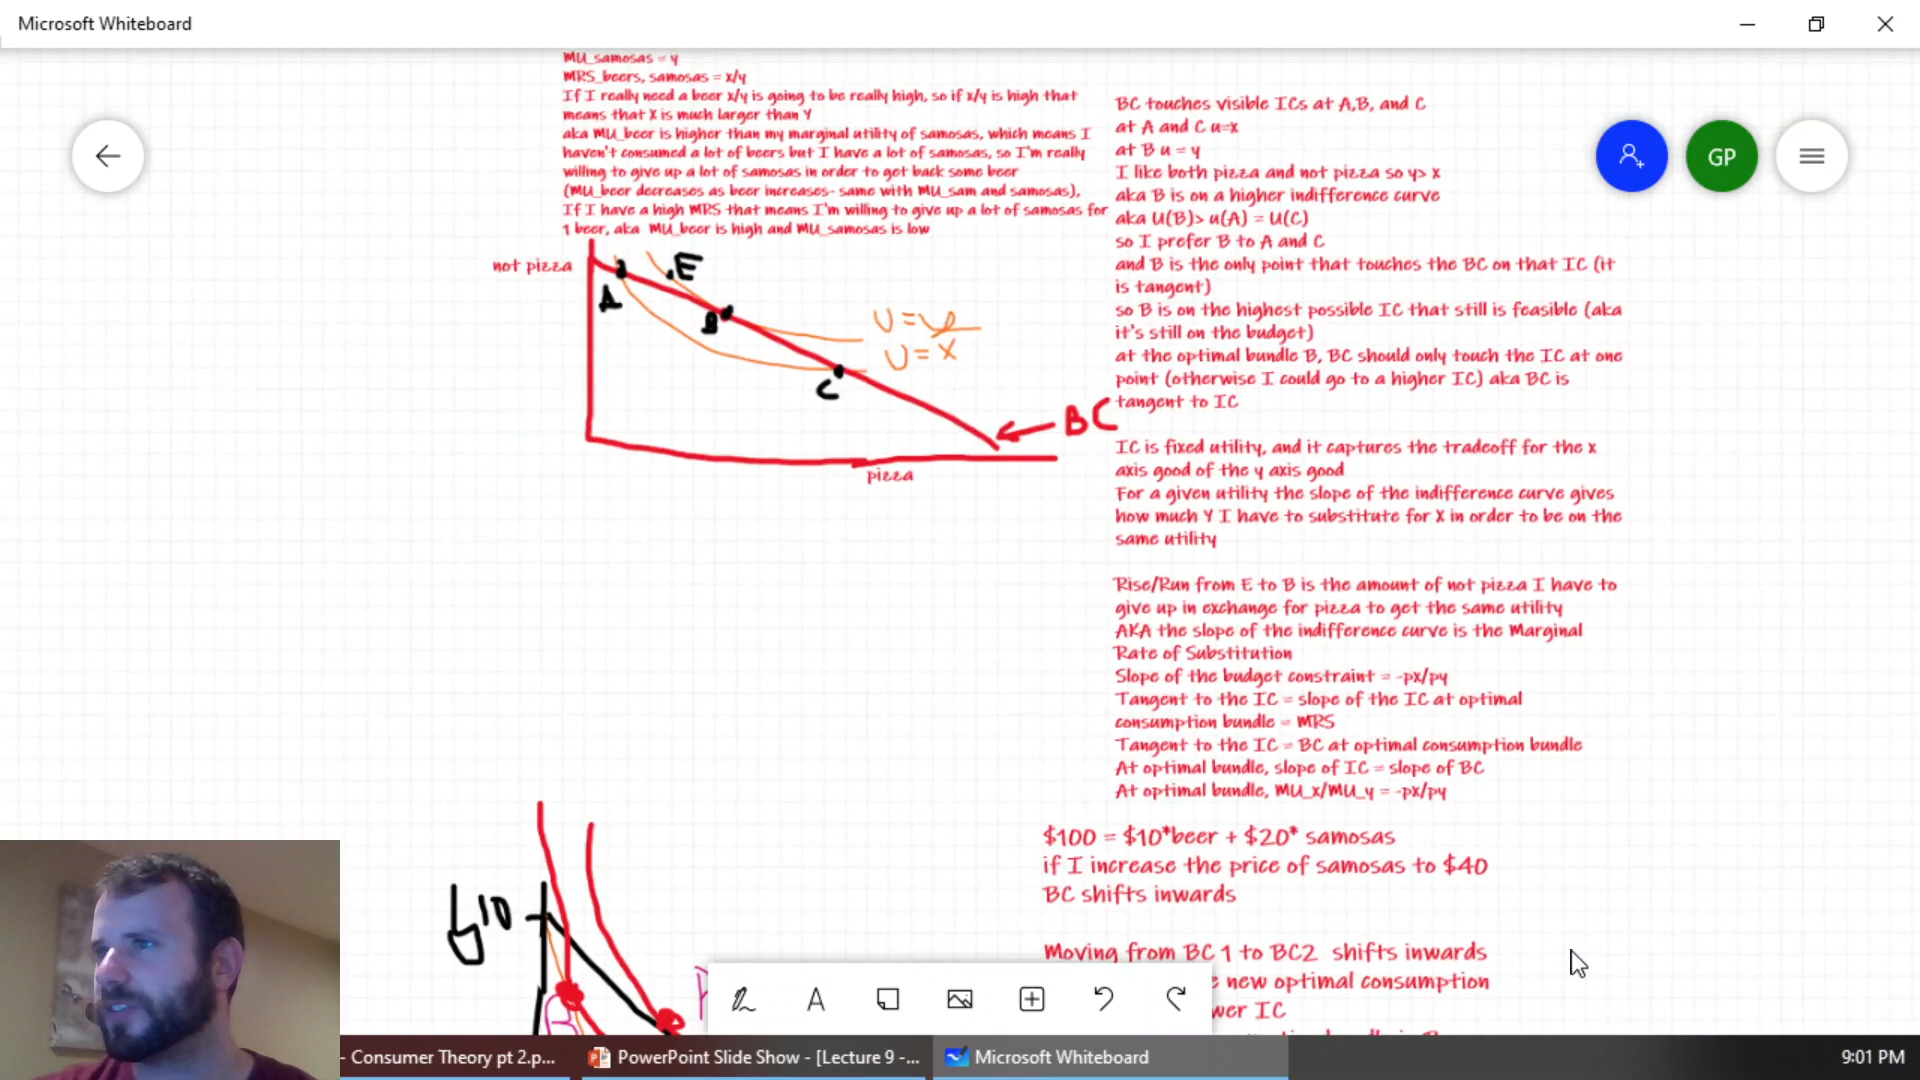 Microsoft Whiteboard
MU_samosas = y
MRS_beers, samosas = x/y
If I really need a beer x/y is going to be really high, so if x/y is high that
means that X is much larger than Y
aka MU_beer is higher than my marginal utility of samosas, which means I
haven't consumed a lot of beers but I have a lot of samosas, so I'm really
willing to give up a lot of samosas in order to get back some beer
(MU_beer decreases as beer increases- same with MU_sam and samosas),
If I have a high MRS that means I'm willing to give up a lot of samosas for
1 beer, aka MU_beer is high and MU_samosas is low
not pizza
A
.E
B
C
U = y
U = x
BC
pizza
BC touches visible ICs at A,B, and C
at A and C u=x
at B u = y
I like both pizza and not pizza so y> x
aka B is on a higher indifference curve
aka U(B)> u(A) = U(C)
so I prefer B to A and C
and B is the only point that touches the BC on that IC (it
is tangent)
so B is on the highest possible IC that still is feasible (aka
it's still on the budget)
at the optimal bundle B, BC should only touch the IC at one
point (otherwise I could go to a higher IC) aka BC is
tangent to IC
IC is fixed utility, and it captures the tradeoff for the x
axis good of the y axis good
For a given utility the slope of the indifference curve gives
how much Y I have to substitute for X in order to be on the
same utility
Rise/Run from E to B is the amount of not pizza I have to
give up in exchange for pizza to get the same utility
AKA the slope of the indifference curve is the Marginal
Rate of Substitution
Slope of the budget constraint = -px/py
Tangent to the IC = slope of the IC at optimal
consumption bundle = MRS
Tangent to the IC = BC at optimal consumption bundle
At optimal bundle, slope of IC = slope of BC
At optimal bundle, MU_x/MU_y = -px/py
$100 = $10*beer + $20* samosas
if I increase the price of samosas to $40
BC shifts inwards
Moving from BC 1 to BC2 shifts inwards
new optimal consumption
IC
10
B
GP
A
- Consumer Theory pt 2.p...
PowerPoint Slide Show - [Lecture 9 -...
Microsoft Whiteboard
9:01 PM